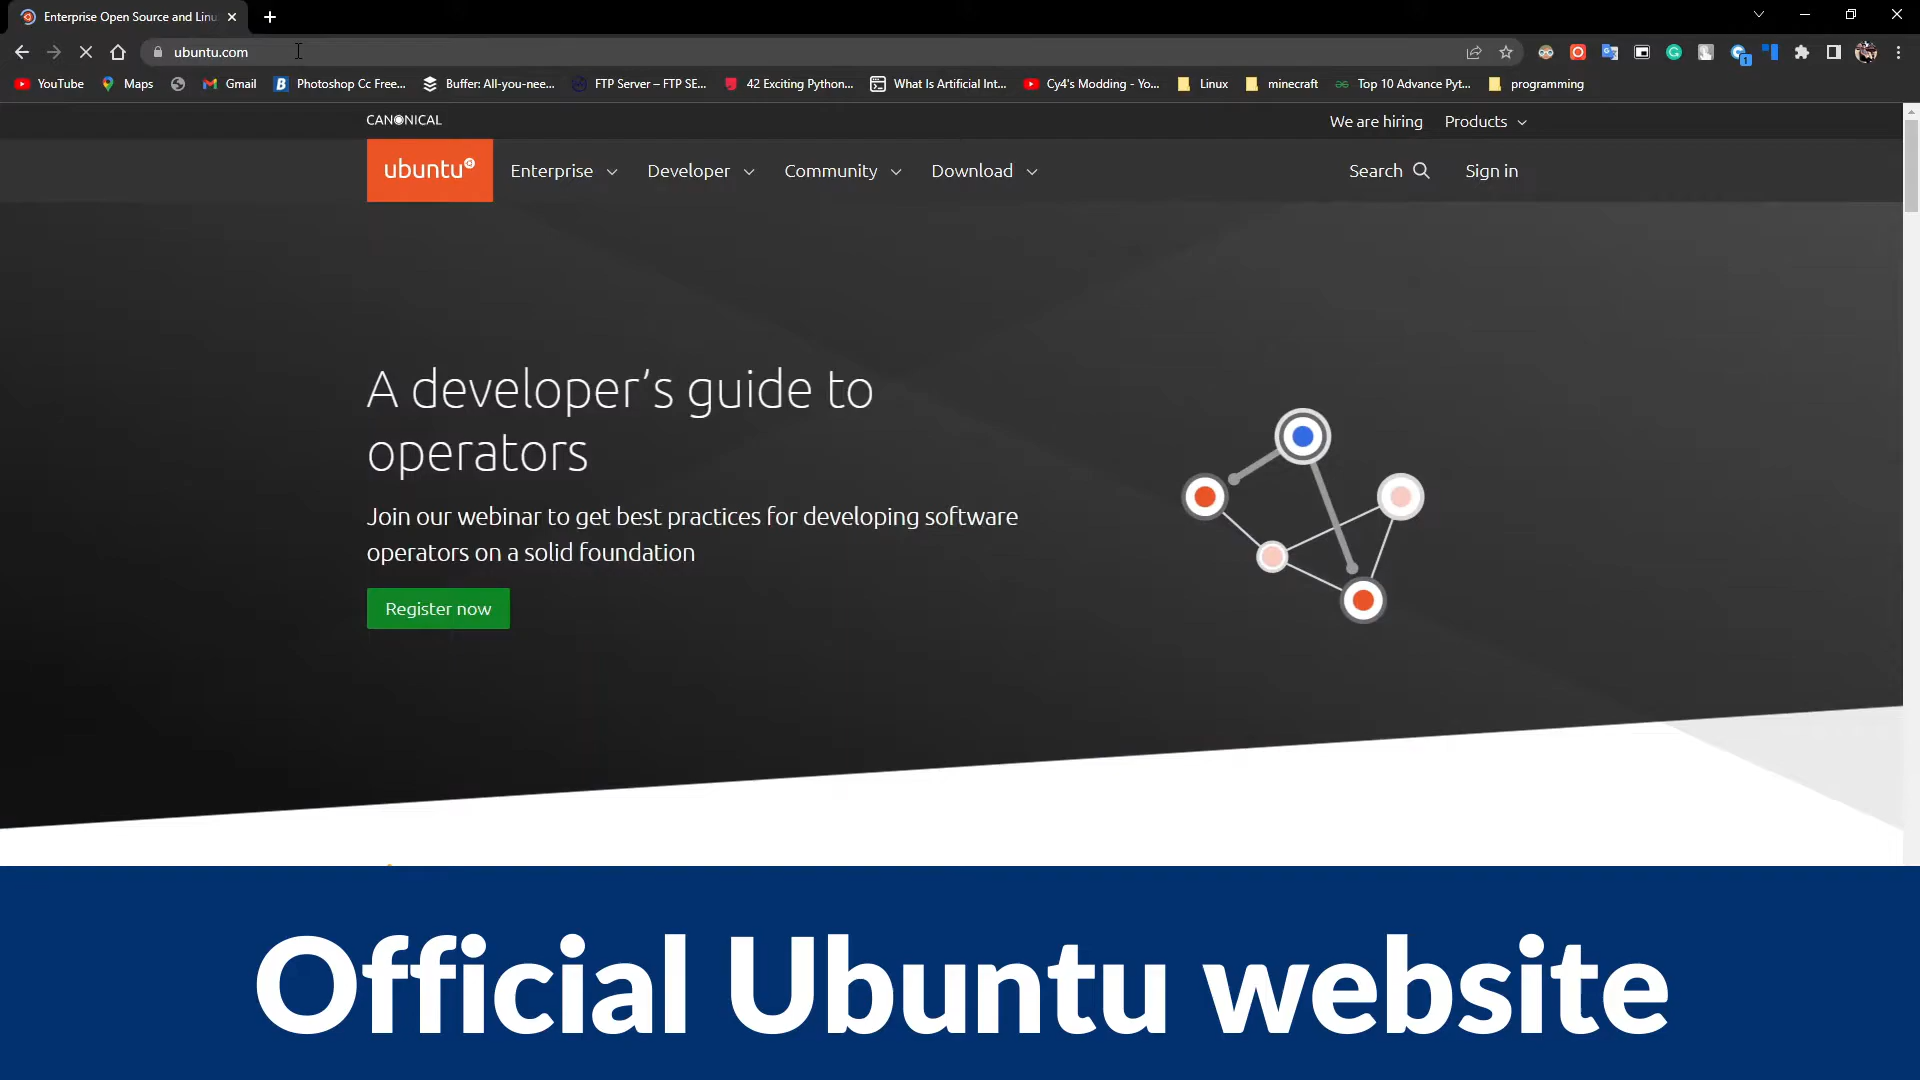 Enterprise Open Source and Linu
ubuntu.com
1
YouTube Maps Gmail Photoshop Cc Free... Buffer: All-you-nee... FTP Server – FTP SE... 42 Exciting Python... What Is Artificial Int... Cy4's Modding - Yo... Linux minecraft Top 10 Advance Pyt... programming
CANONICAL We are hiring Products
ubuntu Enterprise Developer Community Download Search Sign in
A developer's guide to
operators
Join our webinar to get best practices for developing software
operators on a solid foundation
Register now
Official Ubuntu website